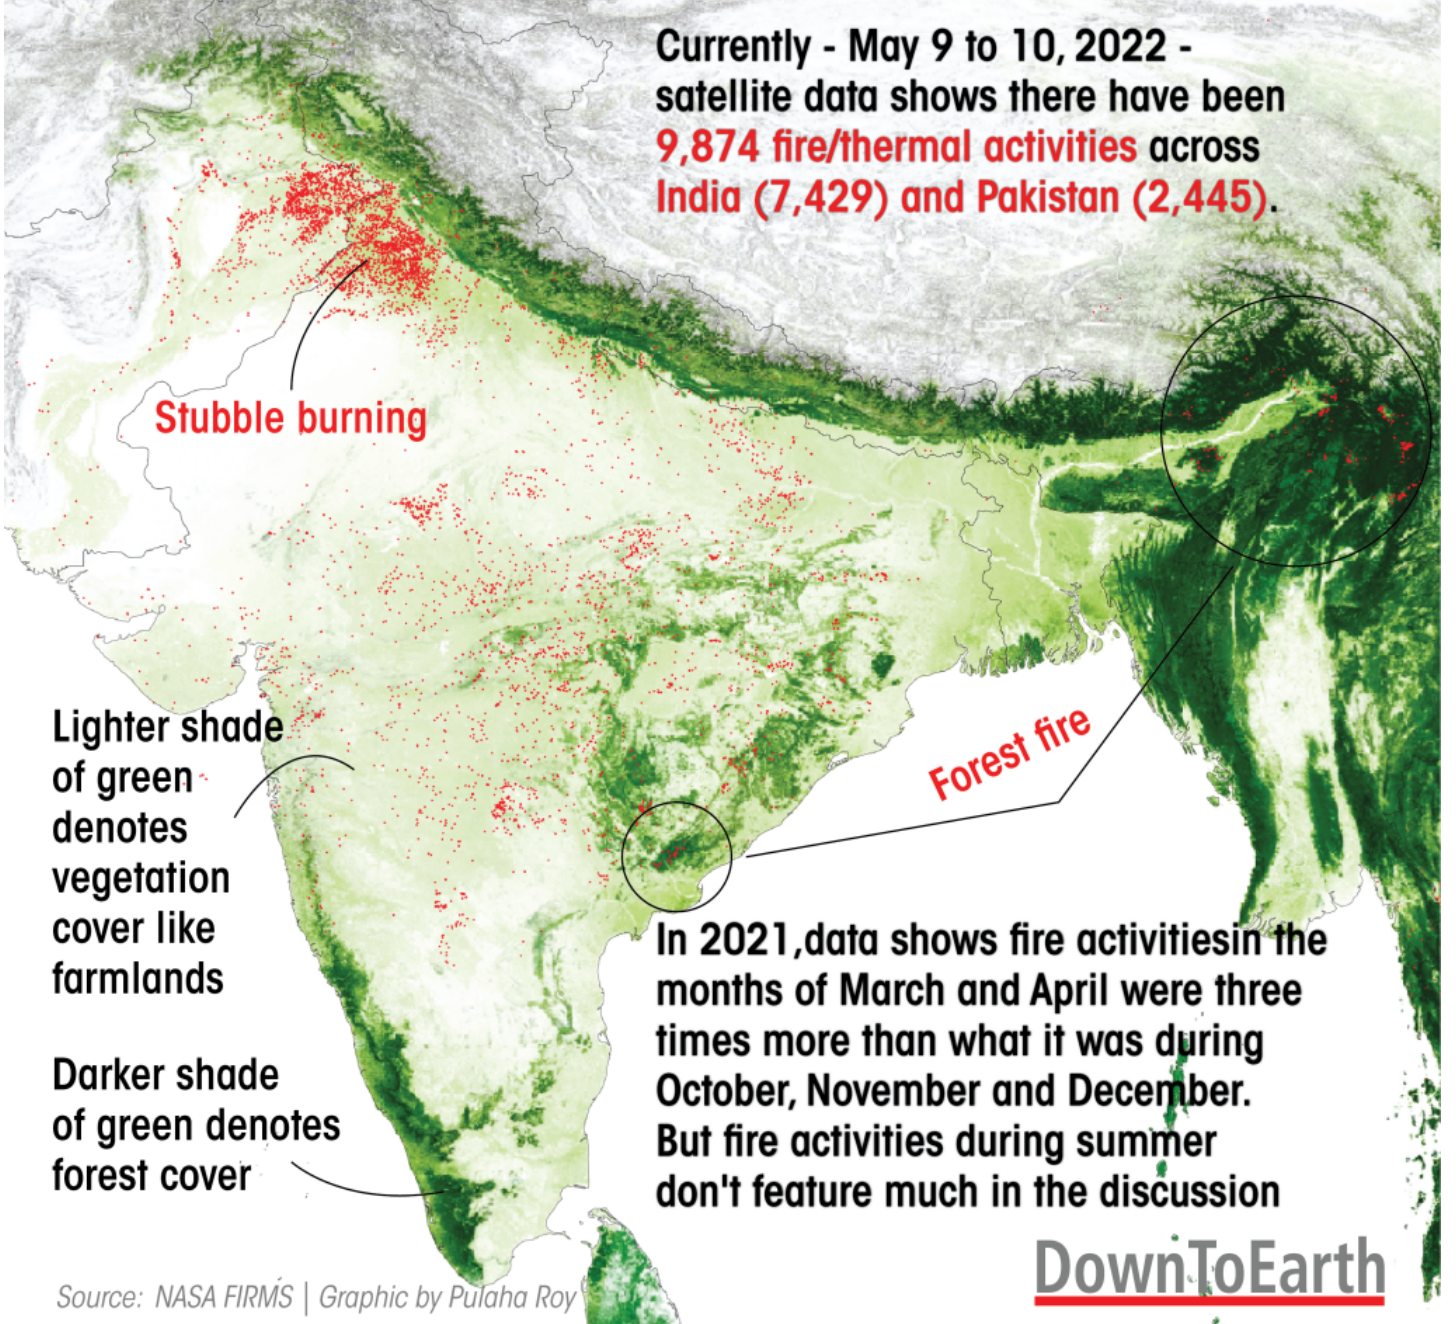 Currently - May 9 to 10, 2022 -
satellite data shows there have been
9,874 fire/thermal activities across
India (7,429) and Pakistan (2,445).
Stubble burning
Lighter shade
of green
denotes
vegetation
cover like
farmlands
Forest fire
In 2021,data shows fire activitiesin the
months of March and April were three
times more than what it was during
October, November and December.
But fire activities during summer
don't feature much in the discussion
Darker shade
of green denotes
forest cover
DownToEarth
Source: NASA FIRMS | Graphic by Pulaha Roy